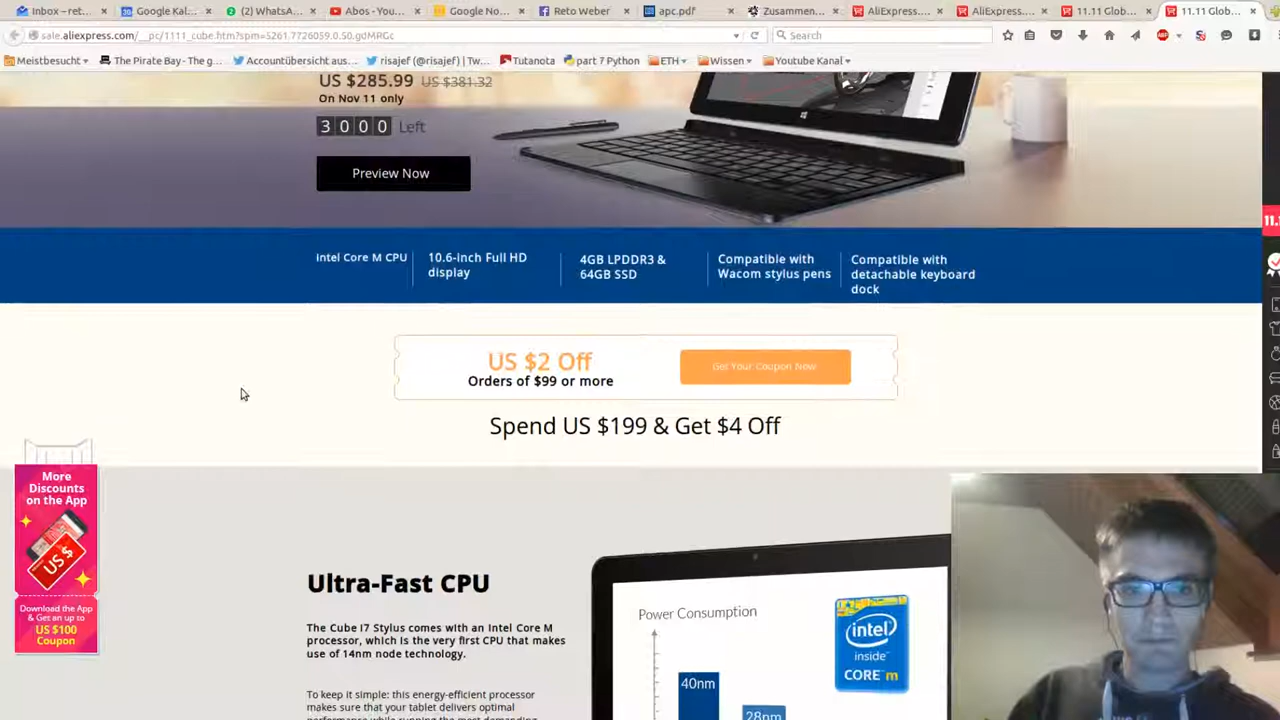 Inbox – ret...
Google Kal...
(2) WhatsA...
Abos - You...
Google No...
Reto Weber
apc.pdf
Zusammen...
AliExpress....
AliExpress....
11.11 Glob...
11.11 Glob...
sale.aliexpress.com/__pc/1111_cube.htm?spm=5261.7726059.0.50.gdMRGc
Search
Meistbesucht
The Pirate Bay - The g...
Accountübersicht aus...
risajef (@risajef) | Tw...
Tutanota
part 7 Python
ETH
Wissen
Youtube Kanal
US $285.99 US $381.32
On Nov 11 only
3 0 0 0 Left
Preview Now
11.
Intel Core M CPU
10.6-inch Full HD
display
4GB LPDDR3 &
64GB SSD
Compatible with
Wacom stylus pens
Compatible with
detachable keyboard
dock
US $2 Off
Orders of $99 or more
Get Your Coupon Now
Spend US $199 & Get $4 Off
More
Discounts
on the App
US $
Download the App
& Get an up to
US $100
Coupon
Ultra-Fast CPU
The Cube i7 Stylus comes with an Intel Core M
processor, which is the very first CPU that makes
use of 14nm node technology.
To keep it simple: this energy-efficient processor
makes sure that your tablet delivers optimal
Power Consumption
40nm
28nm
intel
inside™
CORE™ m